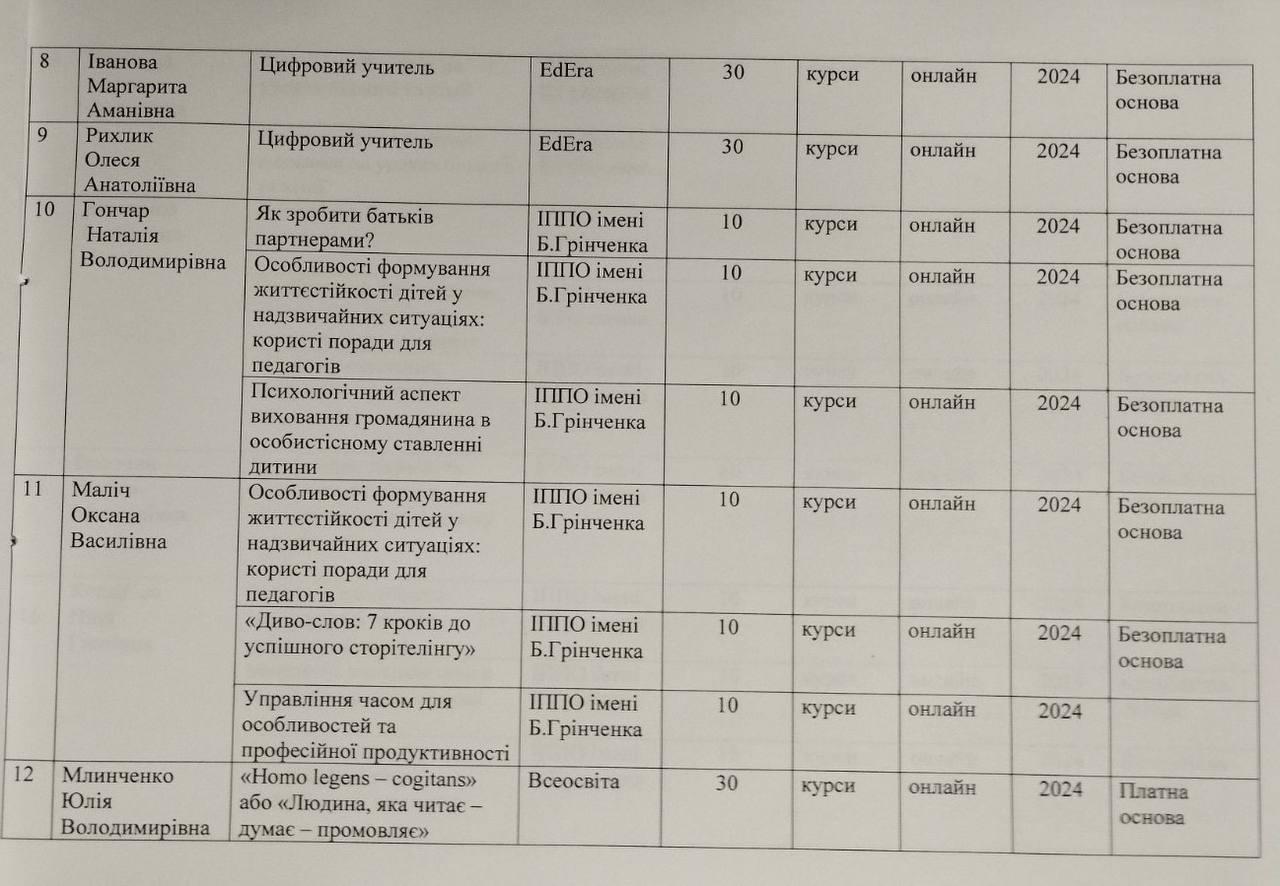 8 Іванова Маргарита Аманівна Цифровий учитель EdEra 30 курси онлайн 2024 Безоплатна основа
9 Рихлик Олеся Анатоліївна Цифровий учитель EdEra 30 курси онлайн 2024 Безоплатна основа
10 Гончар Наталія Володимирівна
Як зробити батьків партнерами? ІППО імені Б.Грінченка 10 курси онлайн 2024 Безоплатна основа
Особливості формування життєстійкості дітей у надзвичайних ситуаціях: користі поради для педагогів ІППО імені Б.Грінченка 10 курси онлайн 2024 Безоплатна основа
Психологічний аспект виховання громадянина в особистісному ставленні дитини ІППО імені Б.Грінченка 10 курси онлайн 2024 Безоплатна основа
11 Маліч Оксана Василівна
Особливості формування життєстійкості дітей у надзвичайних ситуаціях: користі поради для педагогів ІППО імені Б.Грінченка 10 курси онлайн 2024 Безоплатна основа
«Диво-слов: 7 кроків до успішного сторітелінгу» ІППО імені Б.Грінченка 10 курси онлайн 2024 Безоплатна основа
Управління часом для особливостей та професійної продуктивності ІППО імені Б.Грінченка 10 курси онлайн 2024
12 Млинченко Юлія Володимирівна «Homo legens – cogitans» або «Людина, яка читає – думає – промовляє» Всеосвіта 30 курси онлайн 2024 Платна основа